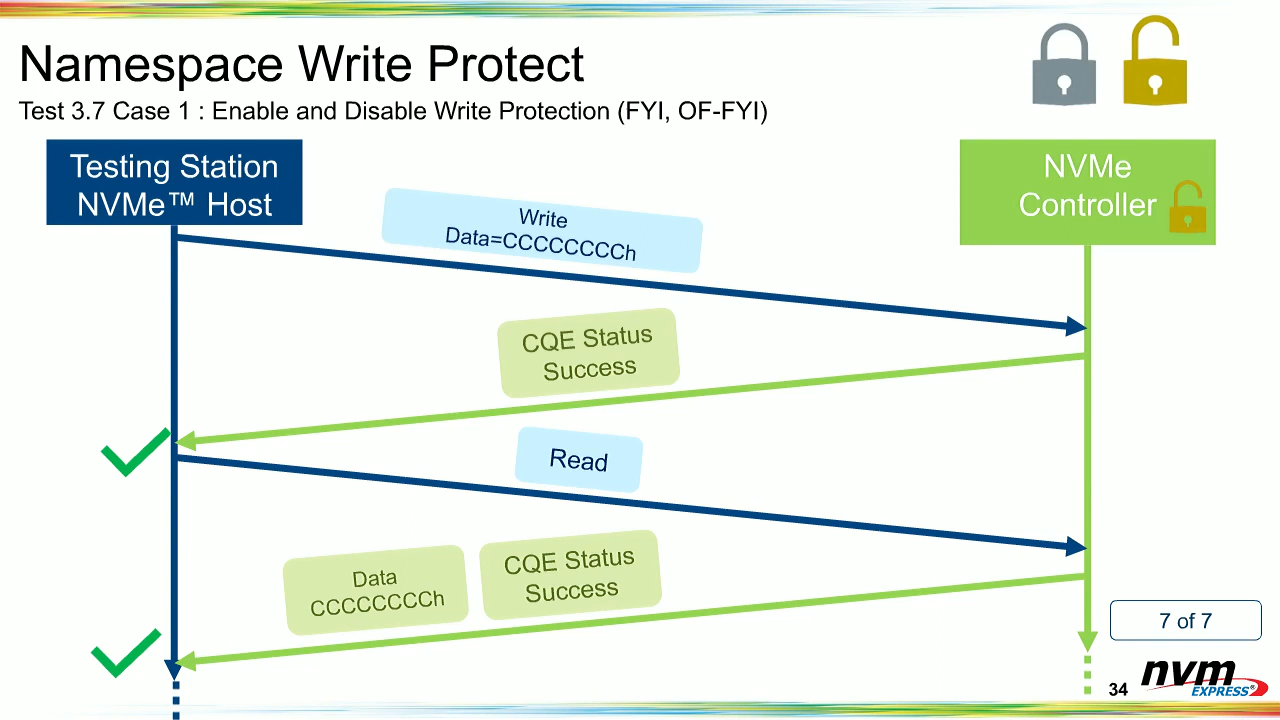 Namespace Write Protect
Test 3.7 Case 1 : Enable and Disable Write Protection (FYI, OF-FYI)
Testing Station
NVMe™ Host
NVMe
Controller
Write
Data=CCCCCCCCh
CQE Status
Success
Read
Data
CCCCCCCCh
CQE Status
Success
7 of 7
34
nvm
EXPRESS®